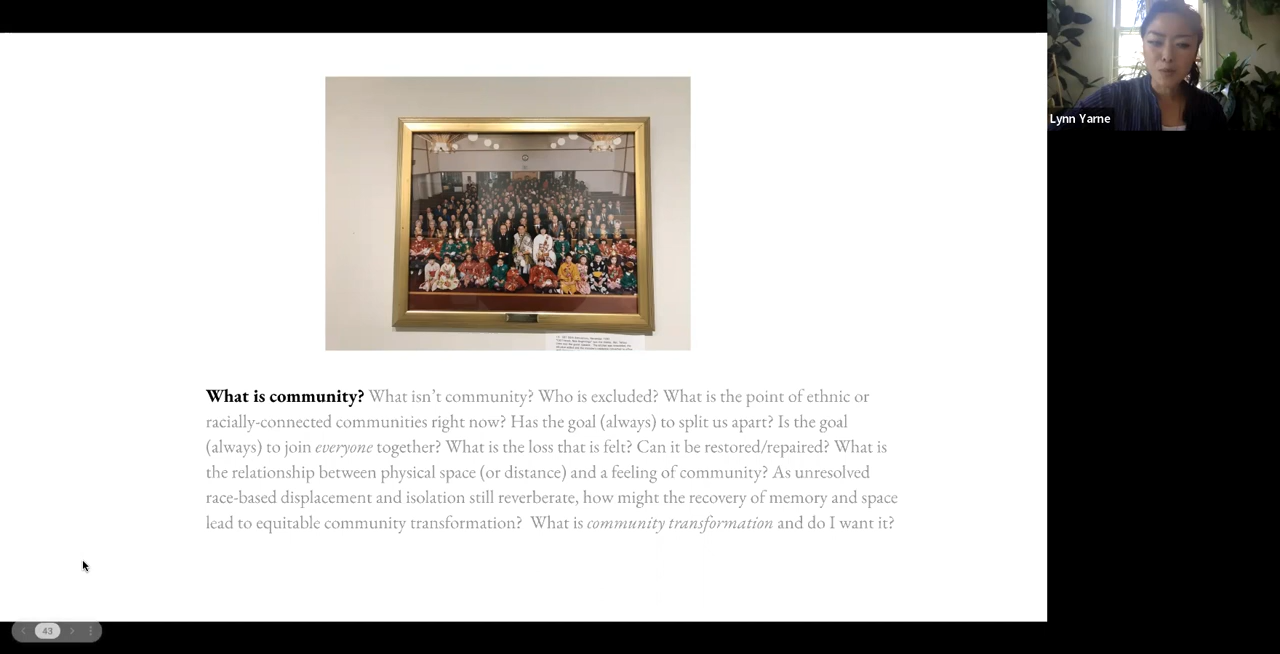 Lynn Yarne
What is community? What isn’t community? Who is excluded? What is the point of ethnic or
racially-connected communities right now? Has the goal (always) to split us apart? Is the goal
(always) to join everyone together? What is the loss that is felt? Can it be restored/repaired? What is
the relationship between physical space (or distance) and a feeling of community? As unresolved
race-based displacement and isolation still reverberate, how might the recovery of memory and space
lead to equitable community transformation?  What is community transformation and do I want it?
43